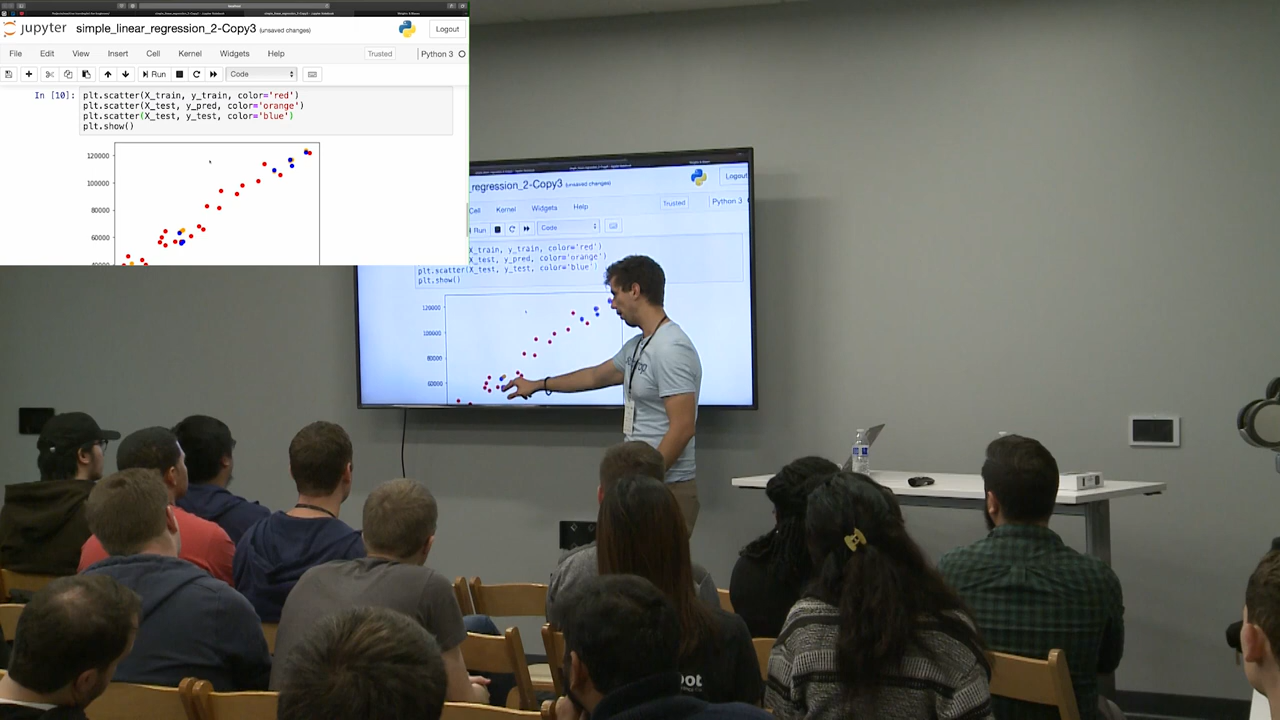 jupyter simple_linear_regression_2-Copy3 (unsaved changes) Logout
File Edit View Insert Cell Kernel Widgets Help Trusted Python 3
Run Code
In [10]: plt.scatter(X_train, y_train, color='red')
plt.scatter(X_test, y_pred, color='orange')
plt.scatter(X_test, y_test, color='blue')
plt.show()
120000
100000
80000
60000
40000
_regression_2-Copy3 (unsaved changes) Logout
Cell Kernel Widgets Help Trusted Python 3
Run Code
X_train, y_train, color='red')
X_test, y_pred, color='orange')
plt.scatter(X_test, y_test, color='blue')
plt.show()
120000
100000
80000
60000